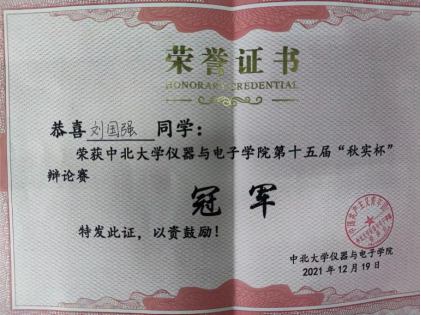 荣誉证书
HONORARY CREDENTIAL
恭喜刘国强同学：
荣获中北大学仪器与电子学院第十五届“秋实杯”
辩论赛
冠军
特发此证，以赍鼓励！
中北大学仪器与电子学院
2021年12月19日